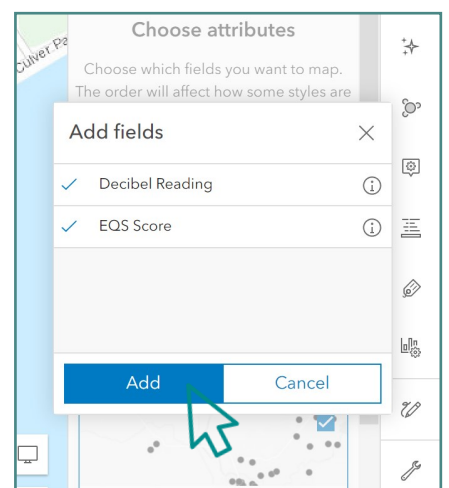 Culver Pa
Choose attributes
Choose which fields you want to map.
The order will affect how some styles are
Add fields
Decibel Reading
EQS Score
Add
Cancel